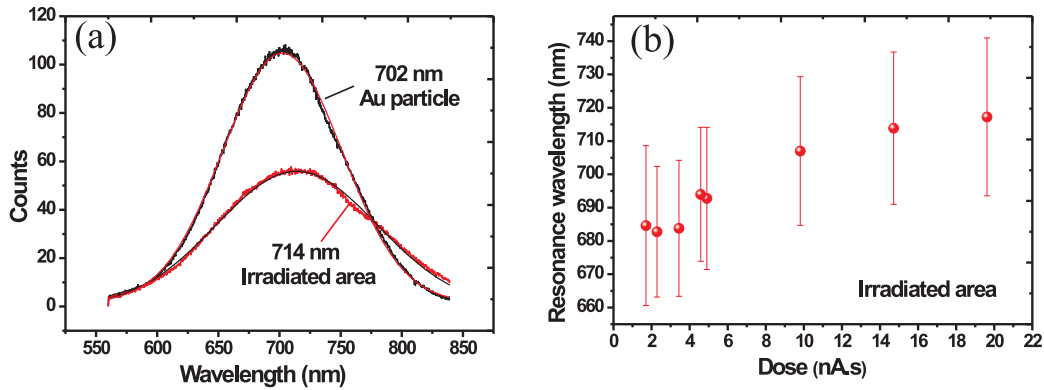 (a)
120
100
80
60
40
20
0
Counts
702 nm
Au particle
714 nm
Irradiated area
550 600 650 700 750 800 850
Wavelength (nm)
(b)
740
730
720
710
700
690
680
670
660
Resonance wavelength (nm)
Irradiated area
0 2 4 6 8 10 12 14 16 18 20 22
Dose (nA.s)